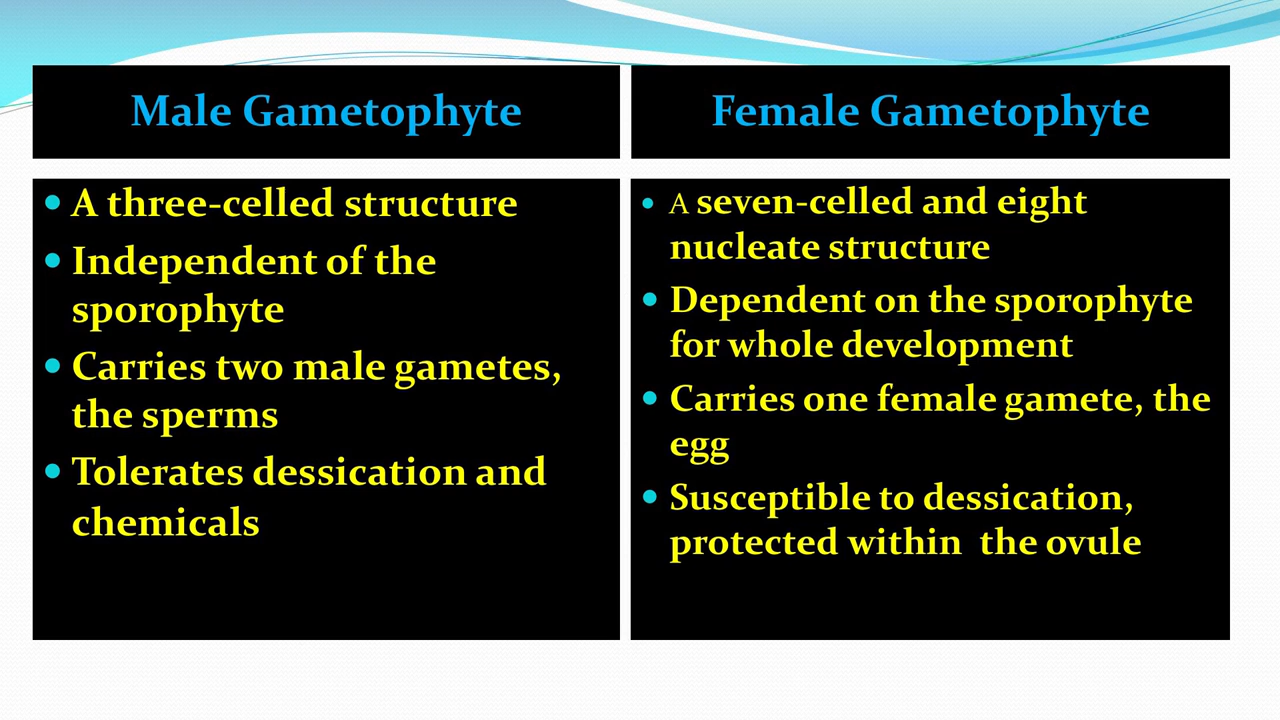 Male Gametophyte
• A three-celled structure
• Independent of the
sporophyte
• Carries two male gametes,
the sperms
• Tolerates dessication and
chemicals
Female Gametophyte
• A seven-celled and eight
nucleate structure
• Dependent on the sporophyte
for whole development
• Carries one female gamete, the
egg
• Susceptible to dessication,
protected within  the ovule